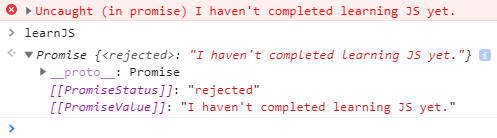 Uncaught (in promise) I haven't completed learning JS yet.
learnJS
Promise {<rejected>: "I haven't completed learning JS yet."}
__proto__: Promise
[[PromiseStatus]]: "rejected"
[[PromiseValue]]: "I haven't completed learning JS yet."